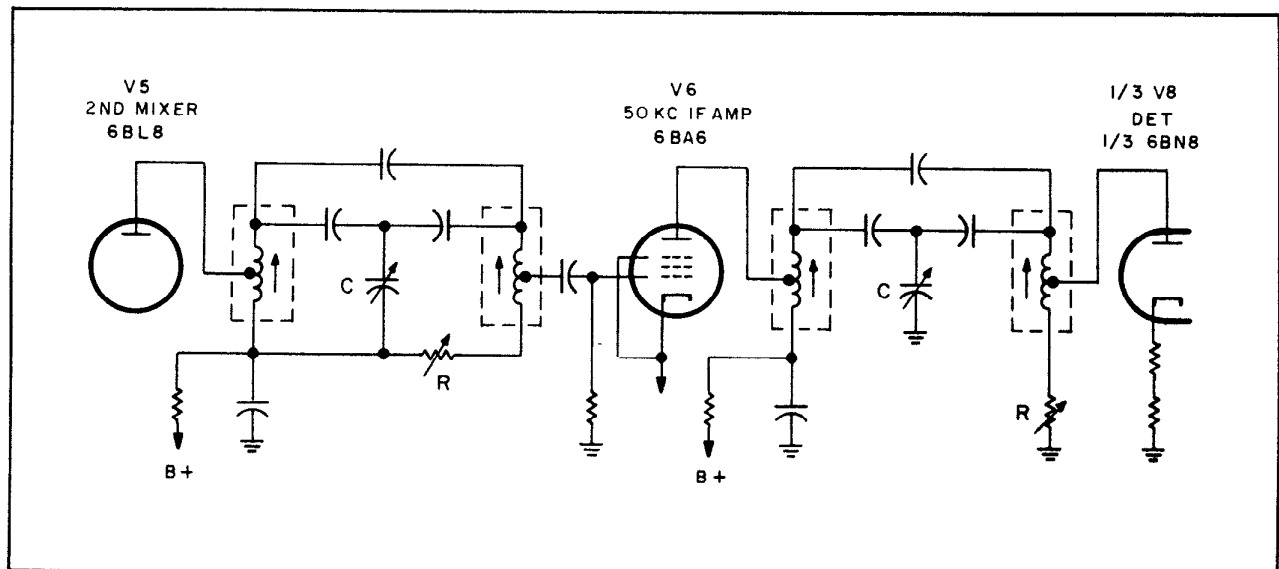 V5
2ND MIXER
6BL8
V6
50 KC IF AMP
6BA6
1/3 V8
DET
1/3 6BN8
C
R
B+
C
R
B+